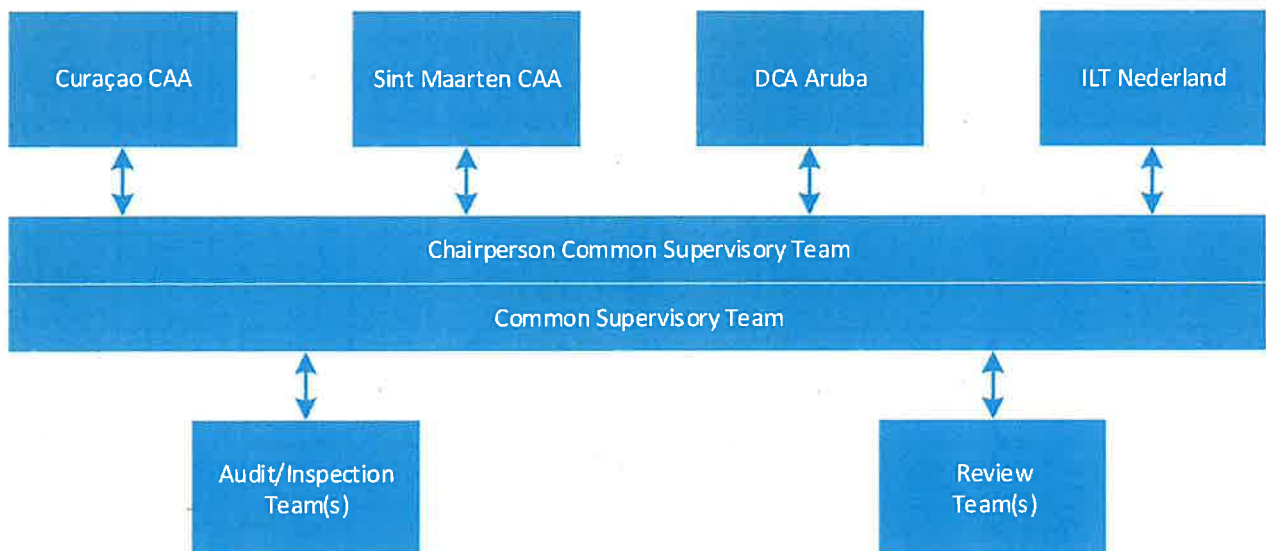 Curaçao CAA
Sint Maarten CAA
DCA Aruba
ILT Nederland
Chairperson Common Supervisory Team
Common Supervisory Team
Audit/Inspection
Team(s)
Review
Team(s)